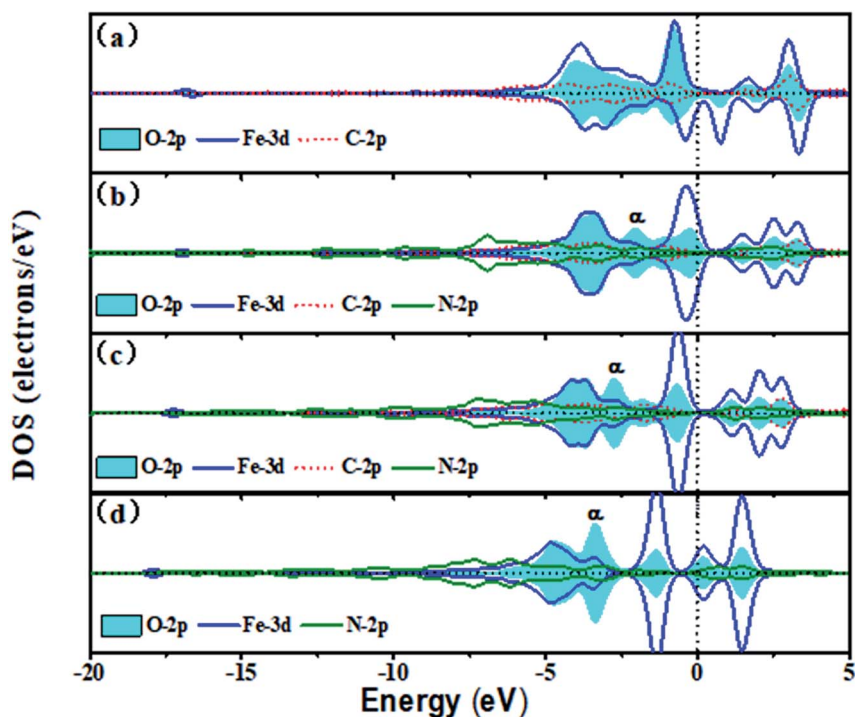 (a)
O-2p Fe-3d C-2p
(b)
α
O-2p Fe-3d C-2p N-2p
(c)
α
O-2p Fe-3d C-2p N-2p
(d)
α
O-2p Fe-3d N-2p
-20 -15 -10 -5 0 5
Energy (eV)
DOS (electrons/eV)